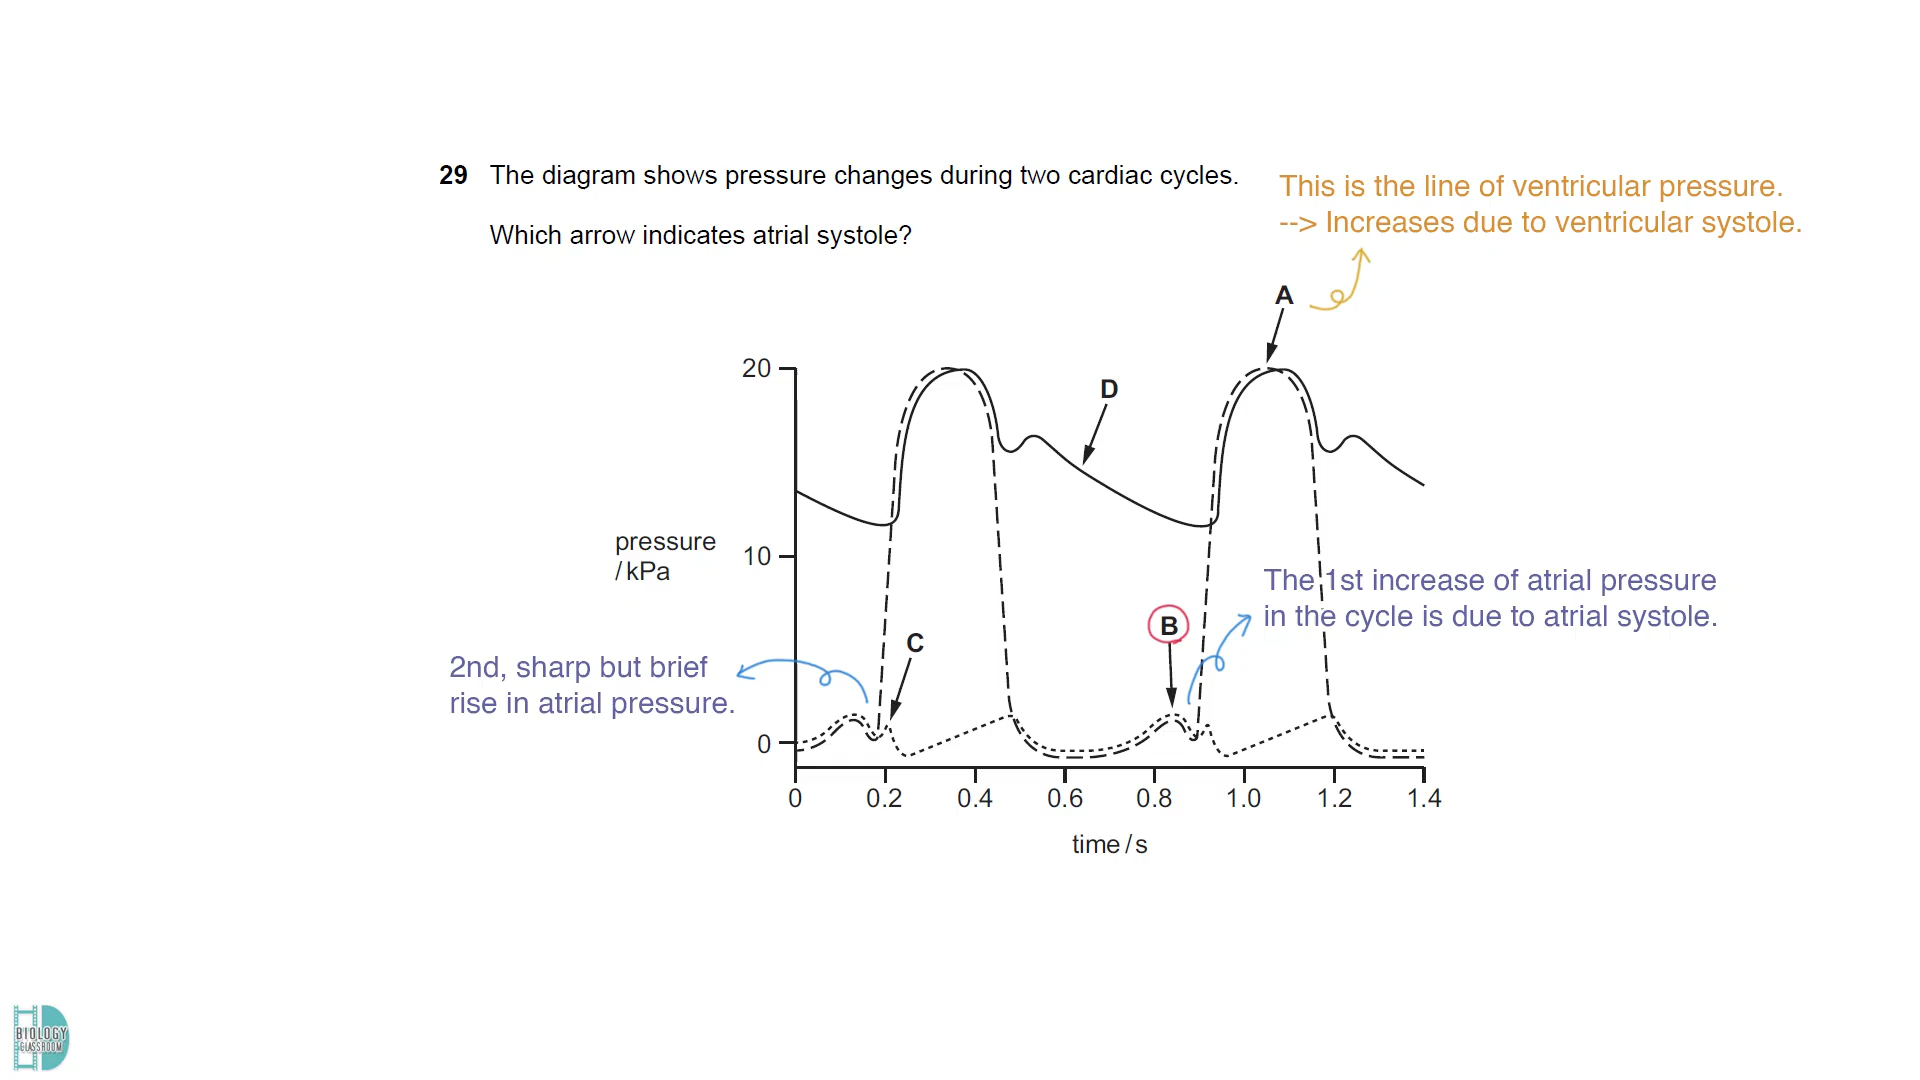 29 The diagram shows pressure changes during two cardiac cycles.
Which arrow indicates atrial systole?
This is the line of ventricular pressure.
--> Increases due to ventricular systole.
A
20
D
pressure
/ kPa
10
The 1st increase of atrial pressure
in the cycle is due to atrial systole.
B
C
2nd, sharp but brief
rise in atrial pressure.
0
0 0.2 0.4 0.6 0.8 1.0 1.2 1.4
time / s
BIOLOGY
CLASSROOM